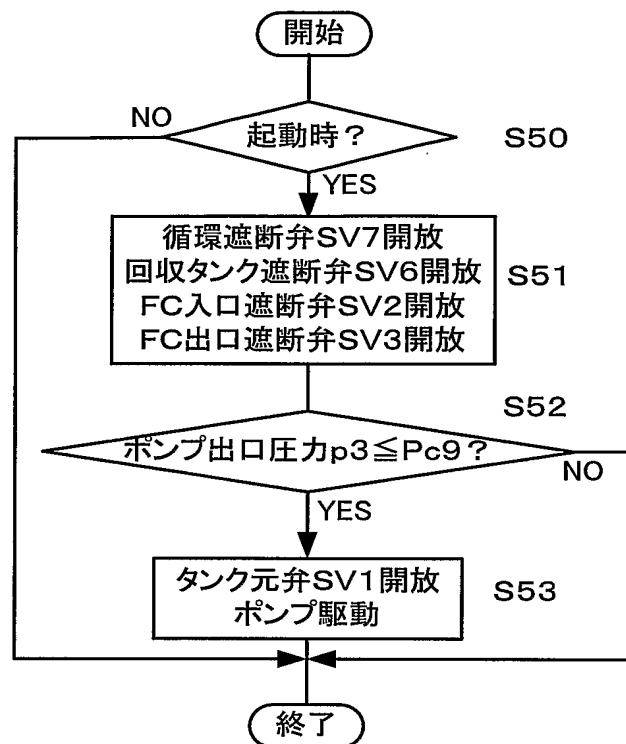 開始
NO
起動時？
S50
YES
循環遮断弁SV7開放
回収タンク遮断弁SV6開放
FC入口遮断弁SV2開放
FC出口遮断弁SV3開放
S51
S52
ポンプ出口圧力p3≦Pc9？
NO
YES
タンク元弁SV1開放
ポンプ駆動
S53
終了